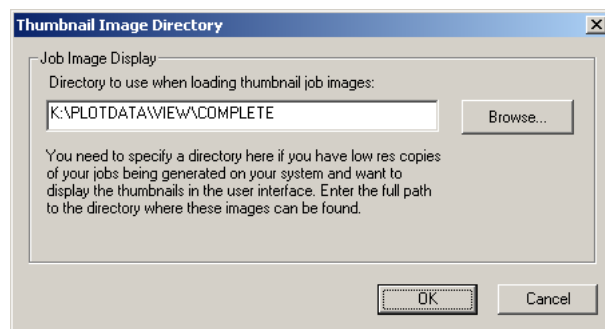 Thumbnail Image Directory
Job Image Display
Directory to use when loading thumbnail job images:
K:\PLOTDATA\VIEW\COMPLETE
Browse...
You need to specify a directory here if you have low res copies
of your jobs being generated on your system and want to
display the thumbnails in the user interface. Enter the full path
to the directory where these images can be found.
OK
Cancel